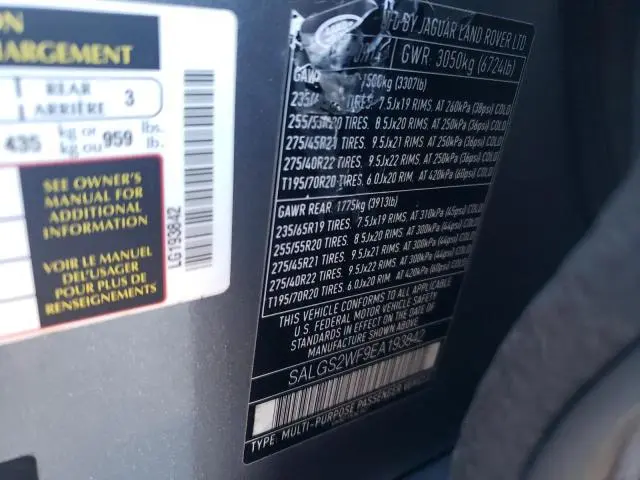 ON
HARGEMENT
REAR
ARRIÈRE
3
435 kg or lbs.
kg ou 959 lb.
SEE OWNER'S
MANUAL FOR
ADDITIONAL
INFORMATION
VOIR LE MANUEL
DEL'USAGER
POUR PLUS DE
RENSEIGNEMENTS
LG193842
MFG BY JAGUAR LAND ROVER LTD
GWR: 3050kg (6724lb)
GAW 1500kg (3307lb)
235/ TIRES. 7.5Jx19 RIMS. AT 260kPa (38psi) COLD
255/55R20 TIRES. 8.5Jx20 RIMS. AT 250kPa (36psi) COLD
275/45R21 TIRES. 9.5Jx21 RIMS. AT 250kPa (36psi) COLD
275/40R22 TIRES. 9.5Jx22 RIMS. AT 250kPa (36psi) COLD
T195/70R20 TIRES. 6.0Jx20 RIM. AT 420kPa (60psi) COLD
GAWR REAR 1775kg (3913lb)
235/65R19 TIRES. 7.5Jx19 RIMS. AT 310kPa (45psi) COLD
255/55R20 TIRES. 8.5Jx20 RIMS. AT 300kPa (44psi) COLD
275/45R21 TIRES. 9.5Jx21 RIMS. AT 300kPa (44psi) COLD
275/40R22 TIRES. 9.5Jx22 RIMS. AT 300kPa (44psi) COLD
T195/70R20 TIRES. 6.0Jx20 RIM. AT 420kPa (60psi) COLD
THIS VEHICLE CONFORMS TO ALL APPLICABLE
U.S. FEDERAL MOTOR VEHICLE SAFETY
STANDARDS IN EFFECT ON THE DATE OF
MANUFACTURE SHOWN ABOVE.
SALGS2WF9EA193842
TYPE: MULTI-PURPOSE PASSENGER VEHICLE